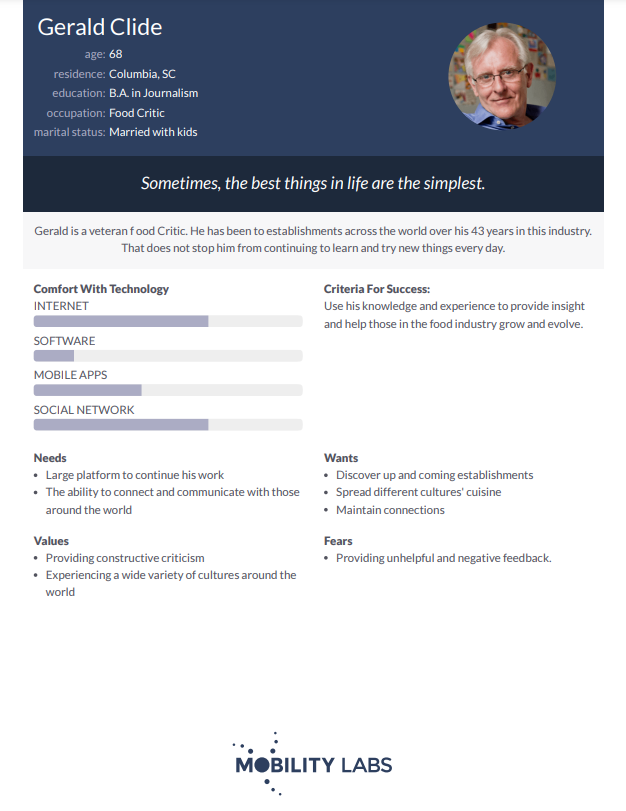 Gerald Clide
age: 68
residence: Columbia, SC
education: B.A. in Journalism
occupation: Food Critic
marital status: Married with kids
Sometimes, the best things in life are the simplest.
Gerald is a veteran f ood Critic. He has been to establishments across the world over his 43 years in this industry.
That does not stop him from continuing to learn and try new things every day.
Comfort With Technology
INTERNET
SOFTWARE
MOBILE APPS
SOCIAL NETWORK
Criteria For Success:
Use his knowledge and experience to provide insight
and help those in the food industry grow and evolve.
Needs
• Large platform to continue his work
• The ability to connect and communicate with those
around the world
Wants
• Discover up and coming establishments
• Spread different cultures' cuisine
• Maintain connections
Values
• Providing constructive criticism
• Experiencing a wide variety of cultures around the
world
Fears
• Providing unhelpful and negative feedback.
MOBILITY LABS